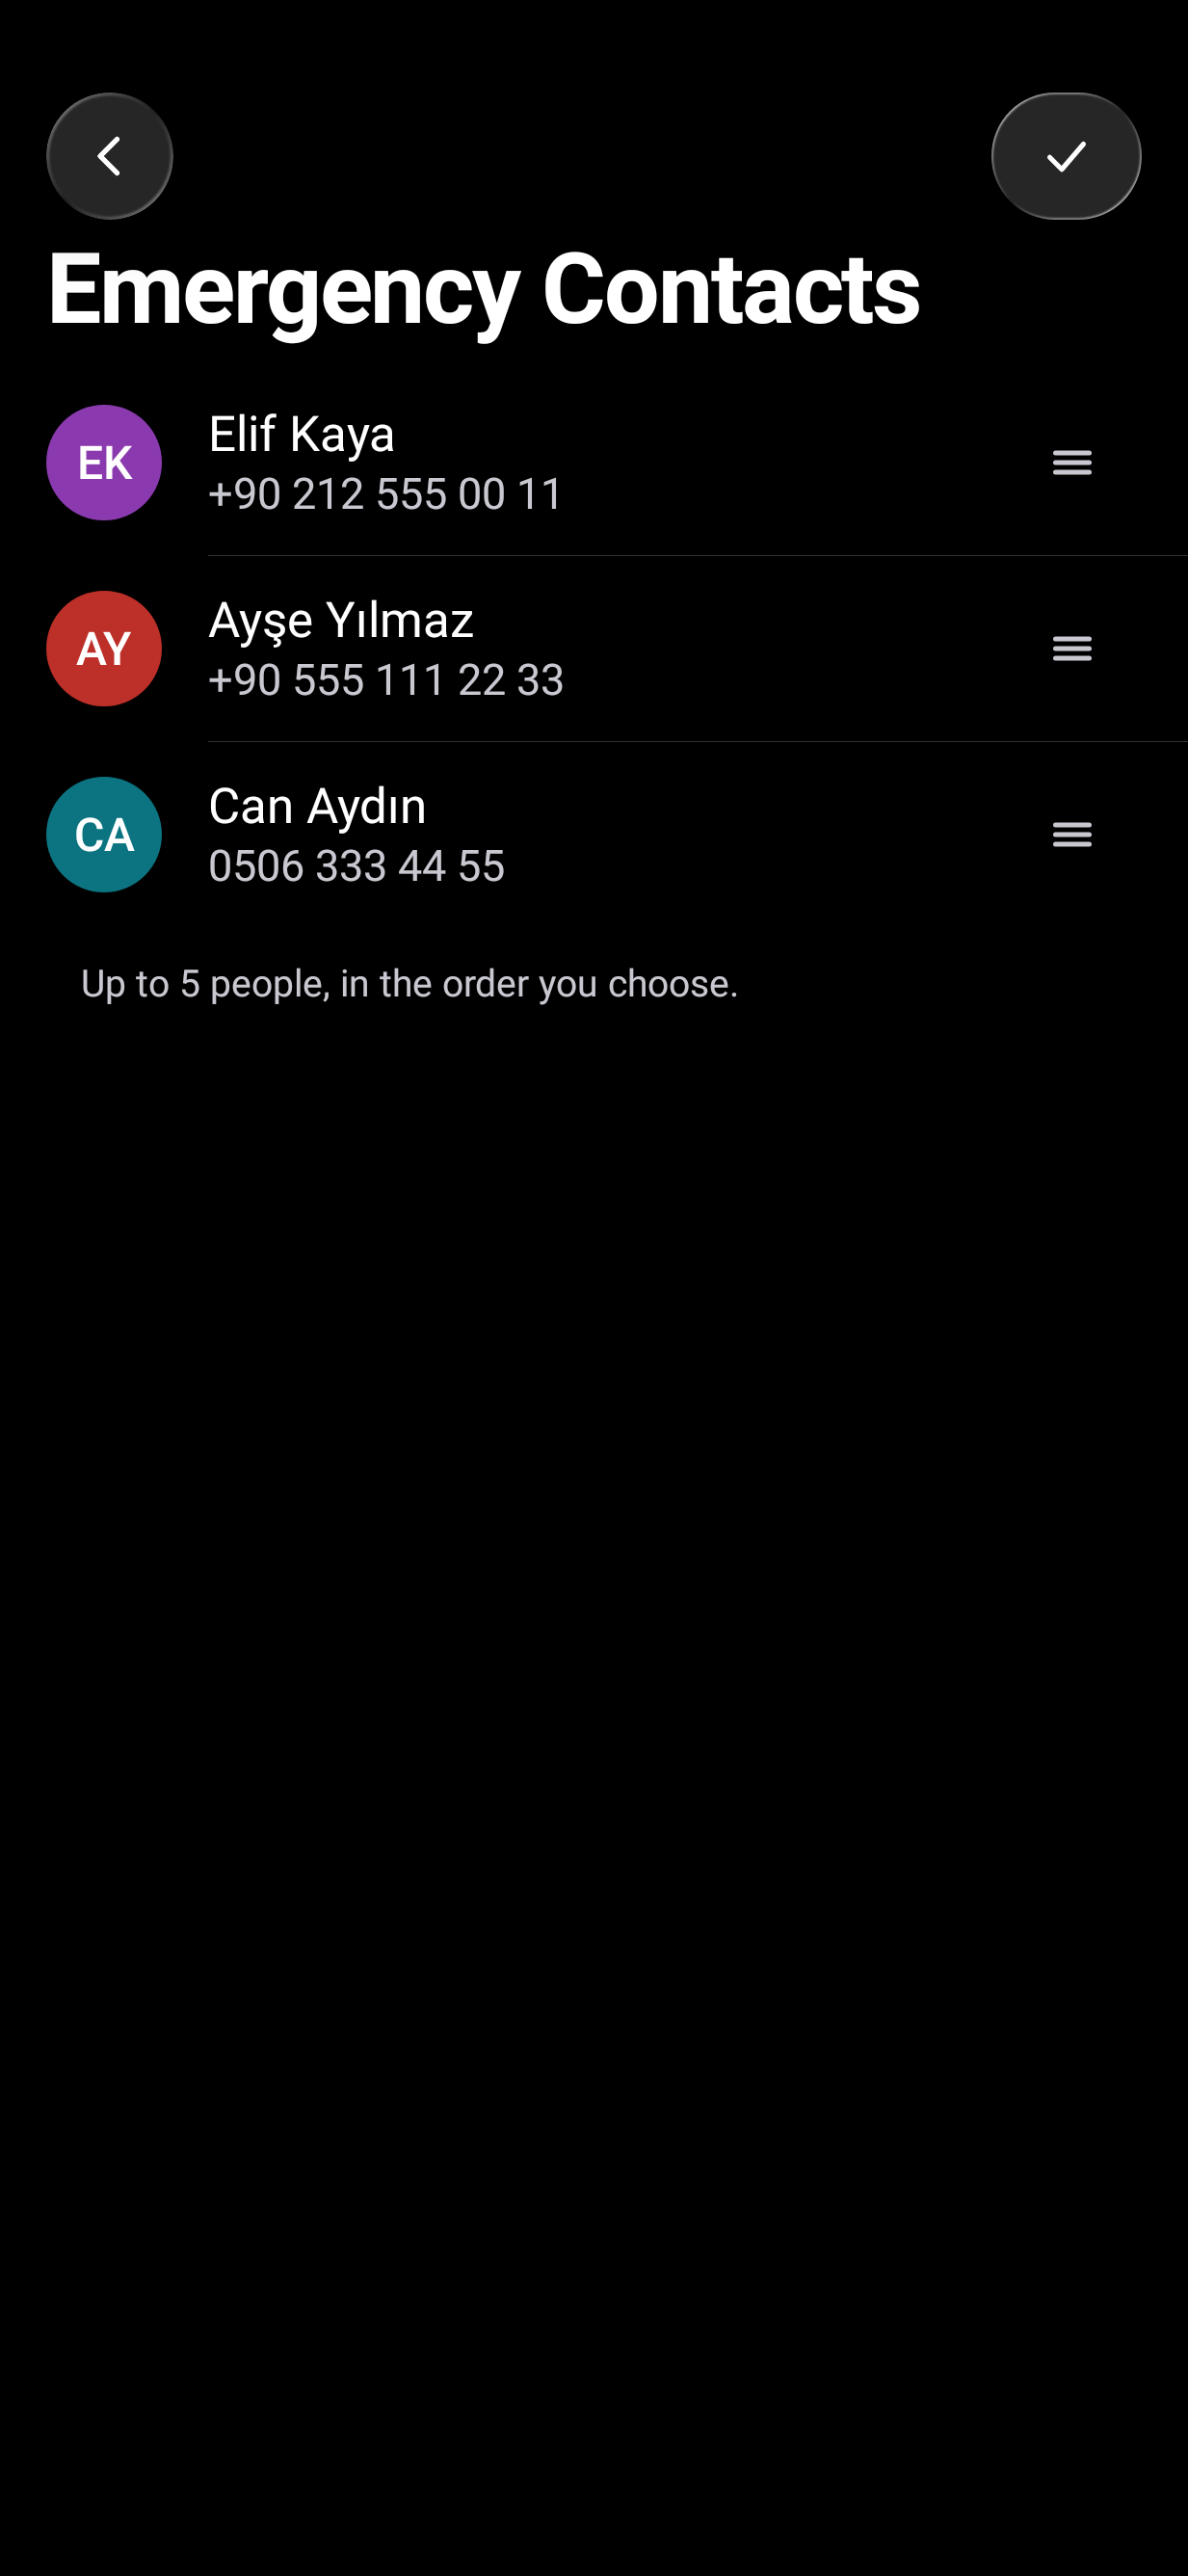 Emergency Contacts
EK
Elif Kaya
+90 212 555 00 11
AY
Ayşe Yılmaz
+90 555 111 22 33
CA
Can Aydın
0506 333 44 55
Up to 5 people, in the order you choose.